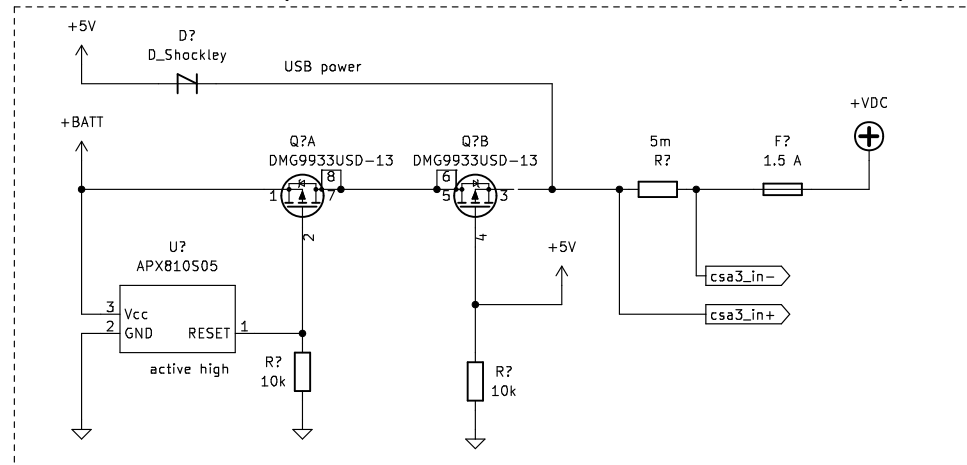 +5V
D?
D_Shockley
USB power
+BATT
+VDC
Q?A
DMG9933USD-13
Q?B
DMG9933USD-13
5m
R?
F?
1.5 A
8
6
1
7
5
3
2
4
U?
APX810S05
+5V
3
Vcc
2
GND
RESET
1
csa3_in-
csa3_in+
active high
R?
10k
R?
10k